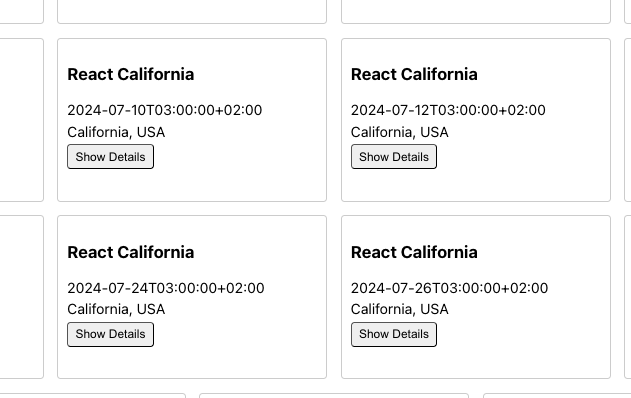 React California
2024-07-10T03:00:00+02:00
California, USA
Show Details
React California
2024-07-12T03:00:00+02:00
California, USA
Show Details
React California
2024-07-24T03:00:00+02:00
California, USA
Show Details
React California
2024-07-26T03:00:00+02:00
California, USA
Show Details